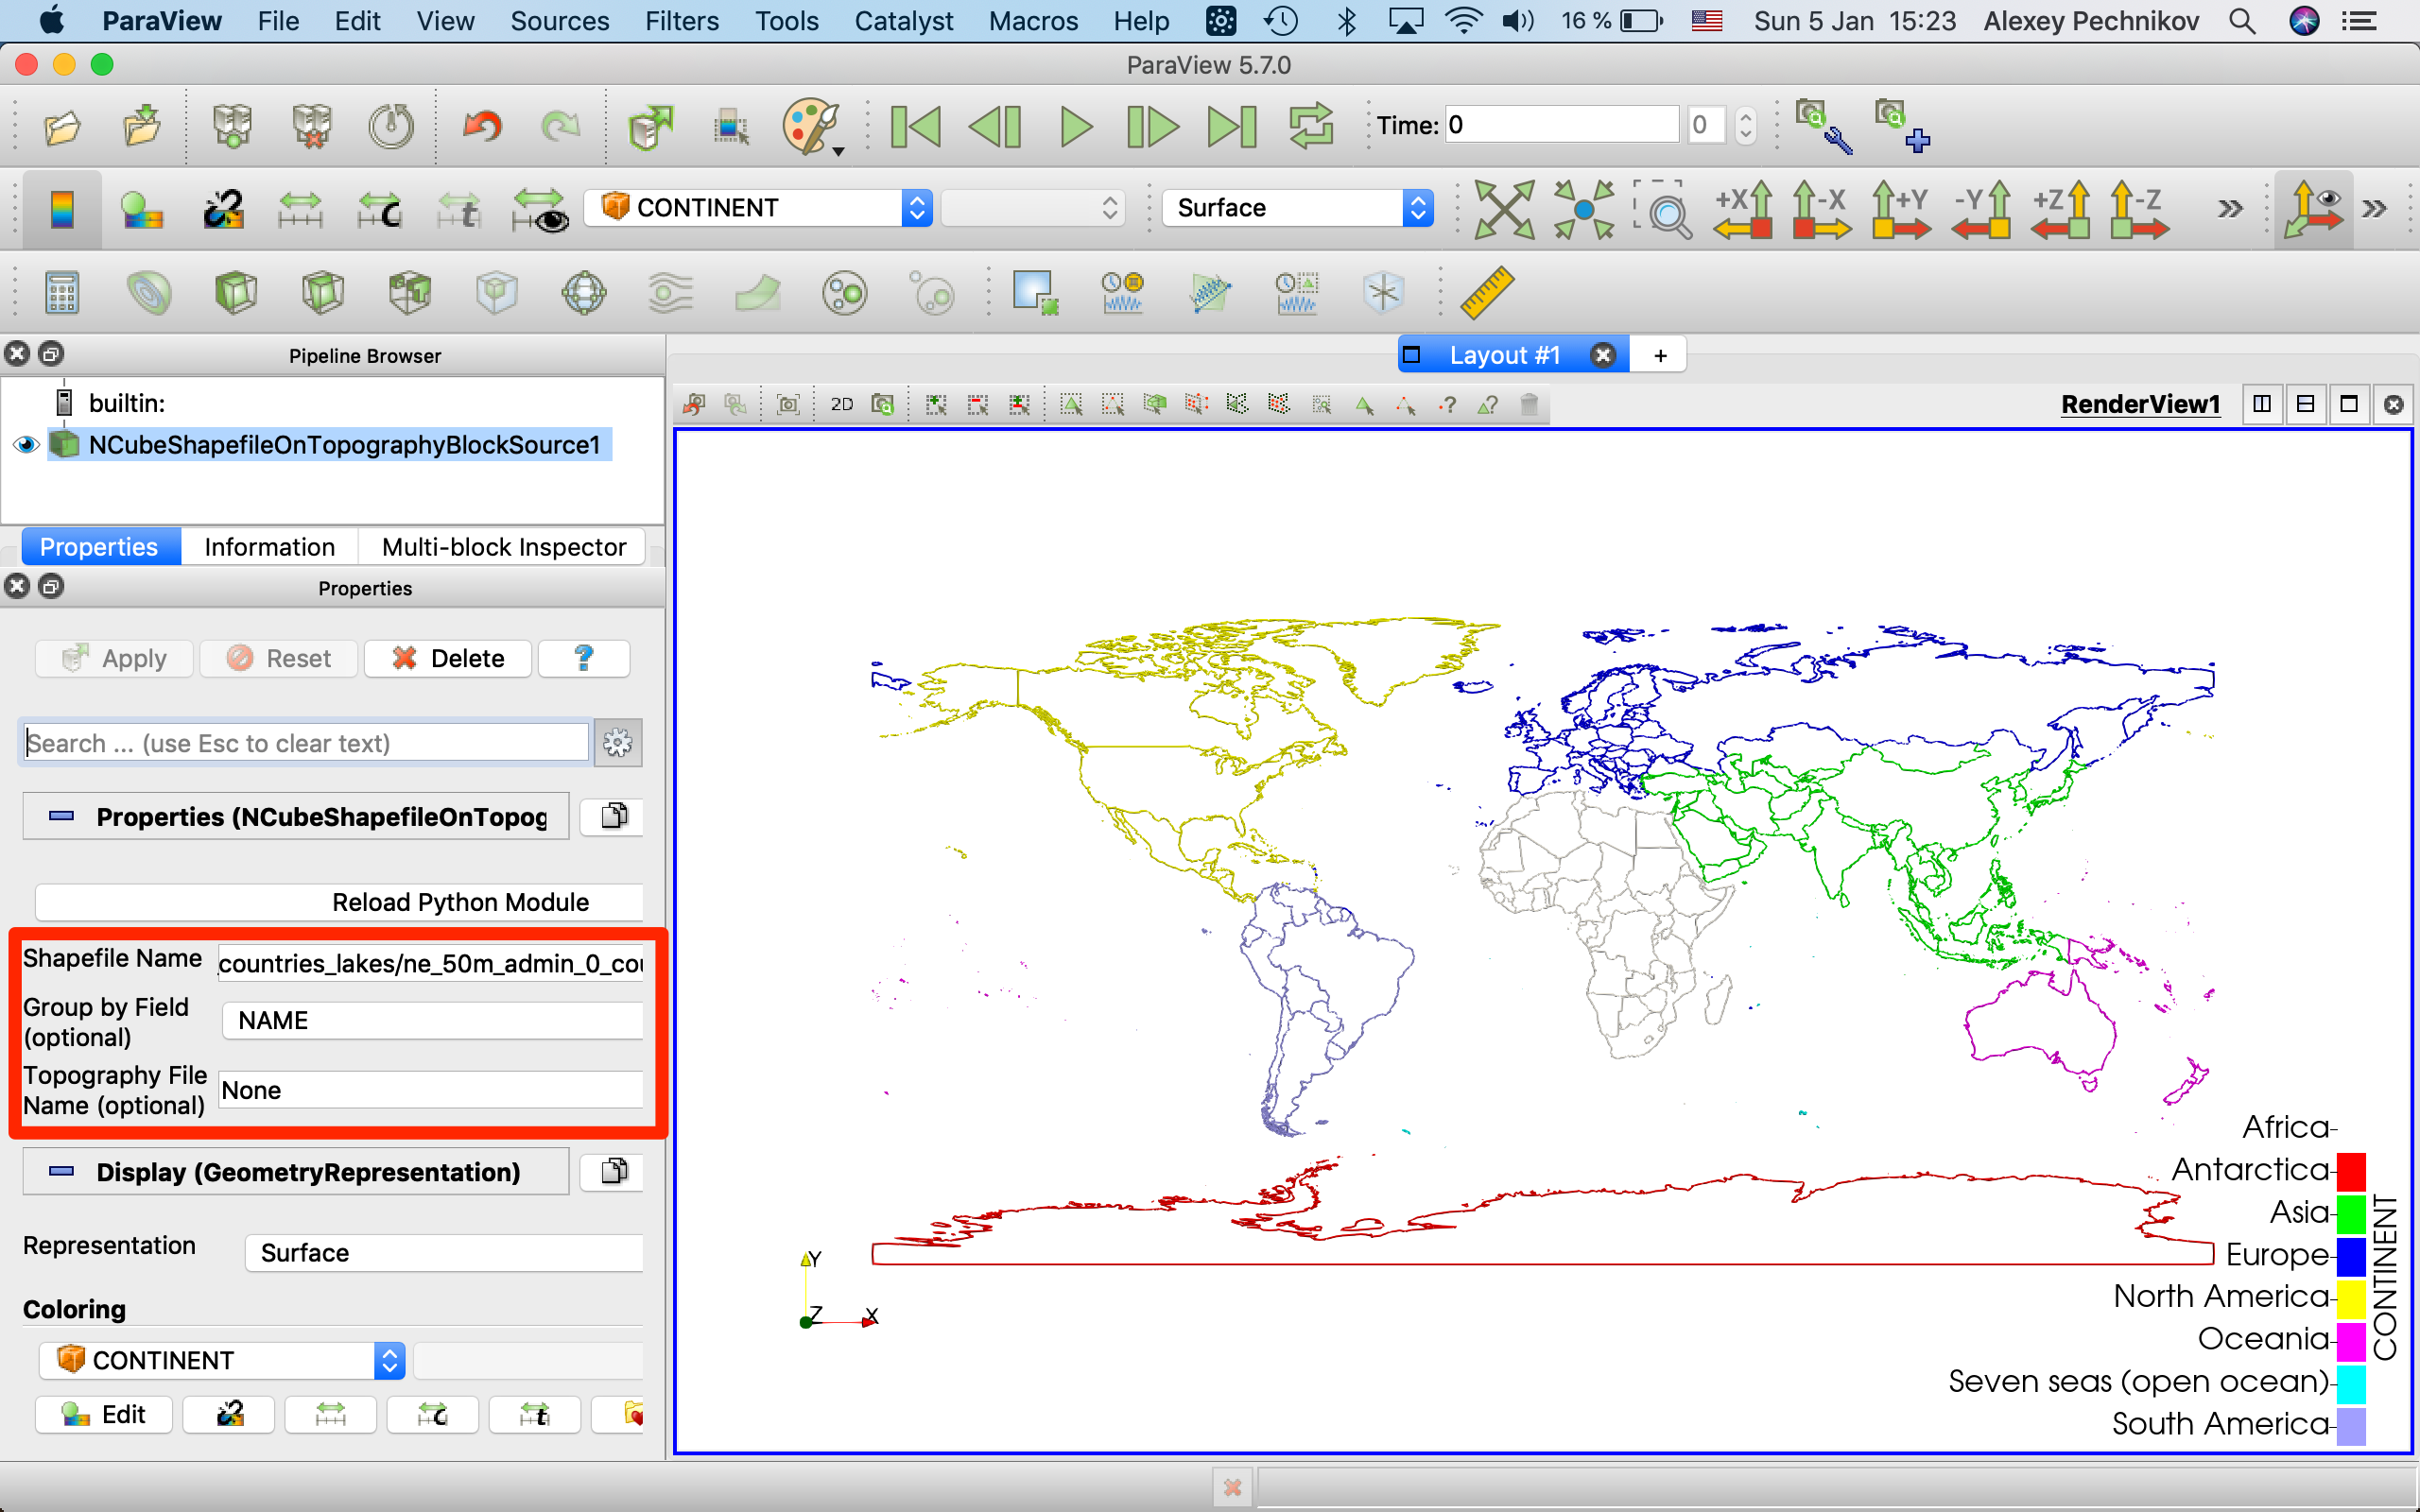 ParaView File Edit View Sources Filters Tools Catalyst Macros Help 16 % Sun 5 Jan 15:23 Alexey Pechnikov
ParaView 5.7.0
Time: 0 0
CONTINENT Surface +X -X +Y -Y +Z -Z
Pipeline Browser
Layout #1 +
builtin:
2D RenderView1
NCubeShapefileOnTopographyBlockSource1
Properties Information Multi-block Inspector
Properties
Apply Reset Delete ?
Search ... (use Esc to clear text)
Properties (NCubeShapefileOnTopog
Reload Python Module
Shapefile Name countries_lakes/ne_50m_admin_0_cou
Group by Field
(optional)
NAME
Topography File
Name (optional)
None
Display (GeometryRepresentation)
Representation Surface
Coloring
CONTINENT
Edit
Y
Z X
Africa
Antarctica
Asia
Europe
North America
Oceania
Seven seas (open ocean)
South America
CONTINENT